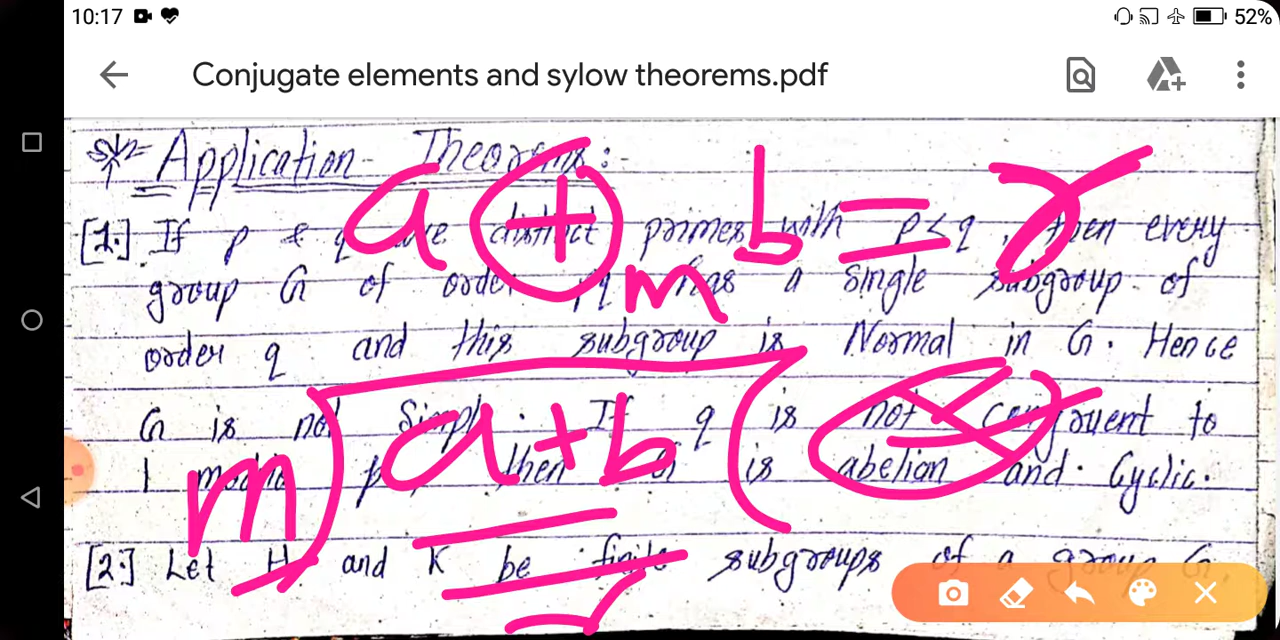 10:17 52%
Conjugate elements and sylow theorems.pdf
Application Theorems:-
[1.] If p & q are distinct primes with p < q, then every
group G of order pq has a single subgroup of
order q and this subgroup is Normal in G. Hence
G is not Simple. If q is not congruent to
1 modulo p, then G is abelian and Cyclic.
[2.] Let H and K be finite subgroups of a group G.
a + b = r
m
m) a+b (